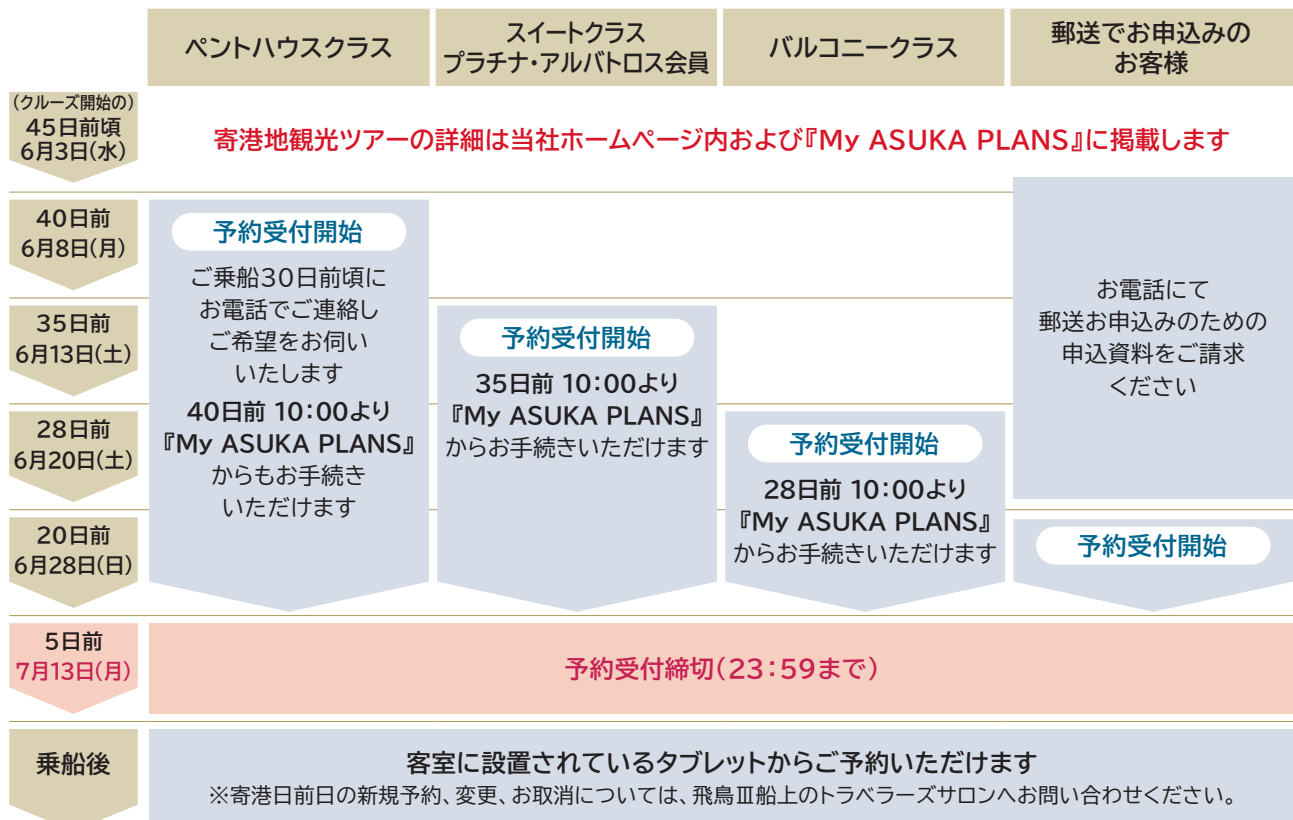 ペントハウスクラス
スイートクラス
プラチナ・アルバトロス会員
バルコニークラス
郵送でお申込みの
お客様
(クルーズ開始の)
45日前頃
6月3日(水)
寄港地観光ツアーの詳細は当社ホームページ内および『My ASUKA PLANS』に掲載します
40日前
6月8日(月)
予約受付開始
ご乗船30日前頃に
お電話でご連絡し
ご希望をお伺い
いたします
40日前 10:00より
『My ASUKA PLANS』
からもお手続き
いただけます
お電話にて
郵送お申込みのための
申込資料をご請求
ください
35日前
6月13日(土)
予約受付開始
35日前 10:00より
『My ASUKA PLANS』
からお手続きいただけます
28日前
6月20日(土)
予約受付開始
28日前 10:00より
『My ASUKA PLANS』
からお手続きいただけます
20日前
6月28日(日)
予約受付開始
5日前
7月13日(月)
予約受付締切(23:59まで)
乗船後
客室に設置されているタブレットからご予約いただけます
※寄港日前日の新規予約、変更、お取消については、飛鳥Ⅲ船上のトラベラーズサロンへお問い合わせください。